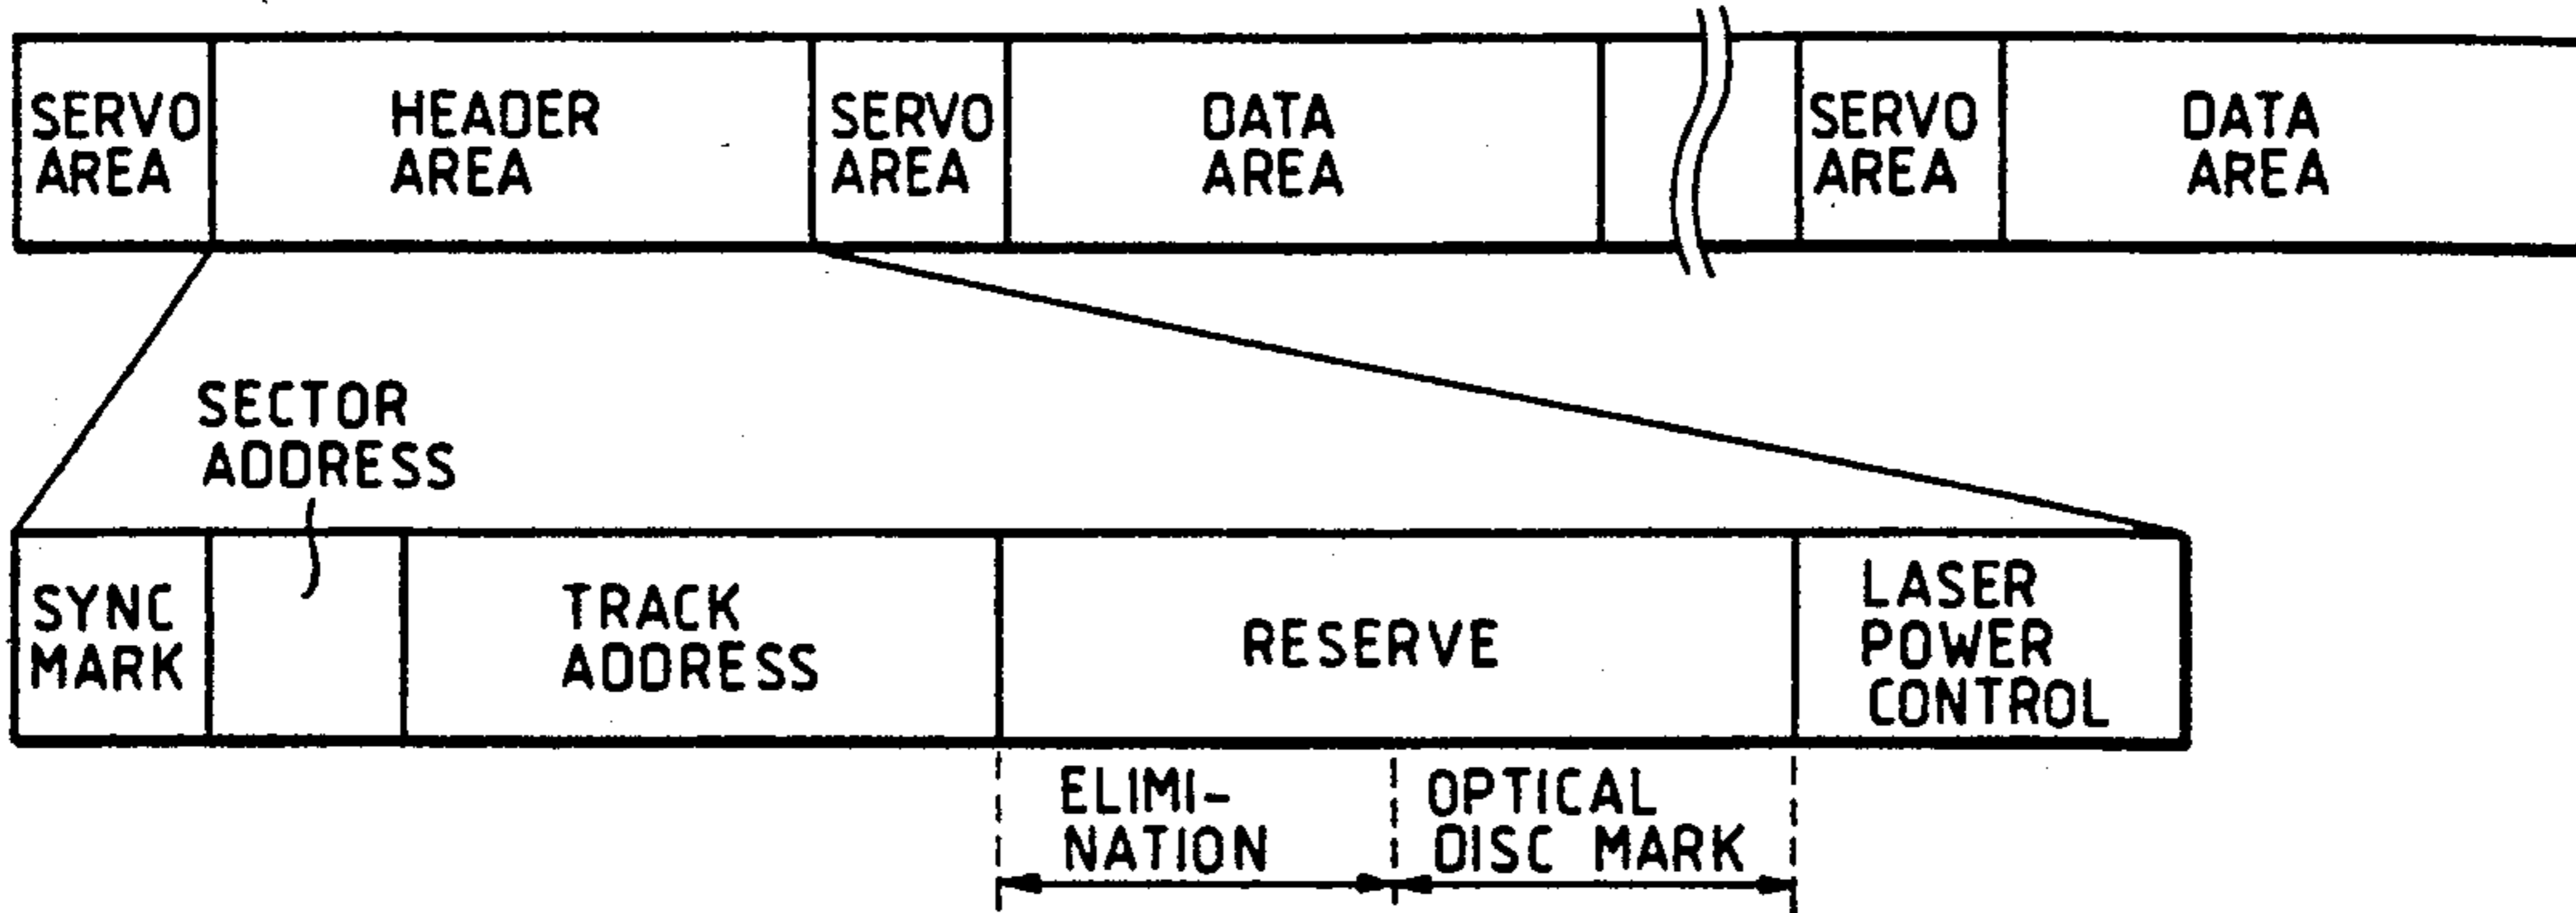 SERVO
AREA
HEADER
AREA
SERVO
AREA
DATA
AREA
SERVO
AREA
DATA
AREA
SECTOR
ADDRESS
SYNC
MARK
TRACK
ADDRESS
RESERVE
LASER
POWER
CONTROL
ELIMI-
NATION
OPTICAL
DISC MARK